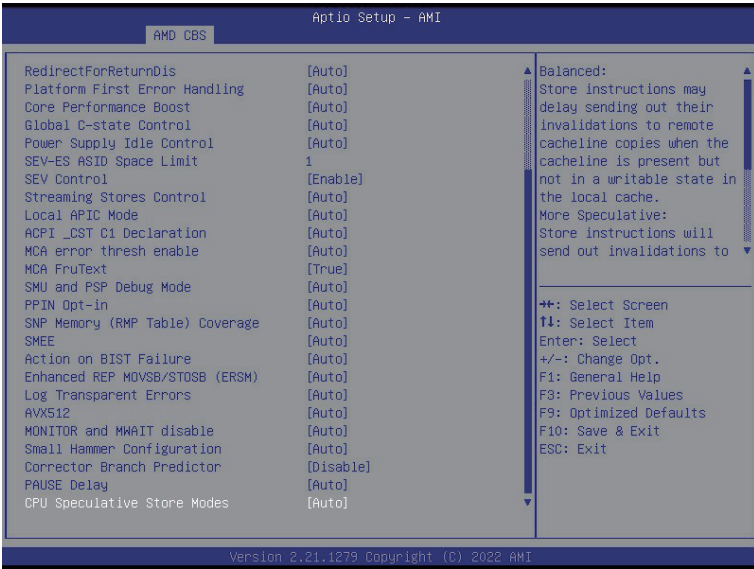 Aptio Setup – AMI
AMD CBS
RedirectForReturnDis [Auto]
Platform First Error Handling [Auto]
Core Performance Boost [Auto]
Global C-state Control [Auto]
Power Supply Idle Control [Auto]
SEV-ES ASID Space Limit 1
SEV Control [Enable]
Streaming Stores Control [Auto]
Local APIC Mode [Auto]
ACPI _CST C1 Declaration [Auto]
MCA error thresh enable [Auto]
MCA FruText [True]
SMU and PSP Debug Mode [Auto]
PPIN Opt-in [Auto]
SNP Memory (RMP Table) Coverage [Auto]
SMEE [Auto]
Action on BIST Failure [Auto]
Enhanced REP MOVSB/STOSB (ERSM) [Auto]
Log Transparent Errors [Auto]
AVX512 [Auto]
MONITOR and MWAIT disable [Auto]
Small Hammer Configuration [Auto]
Corrector Branch Predictor [Disable]
PAUSE Delay [Auto]
CPU Speculative Store Modes [Auto]
Balanced:
Store instructions may
delay sending out their
invalidations to remote
cacheline copies when the
cacheline is present but
not in a writable state in
the local cache.
More Speculative:
Store instructions will
send out invalidations to
→←: Select Screen
↑↓: Select Item
Enter: Select
+/-: Change Opt.
F1: General Help
F3: Previous Values
F9: Optimized Defaults
F10: Save & Exit
ESC: Exit
Version 2.21.1279 Copyright (C) 2022 AMI